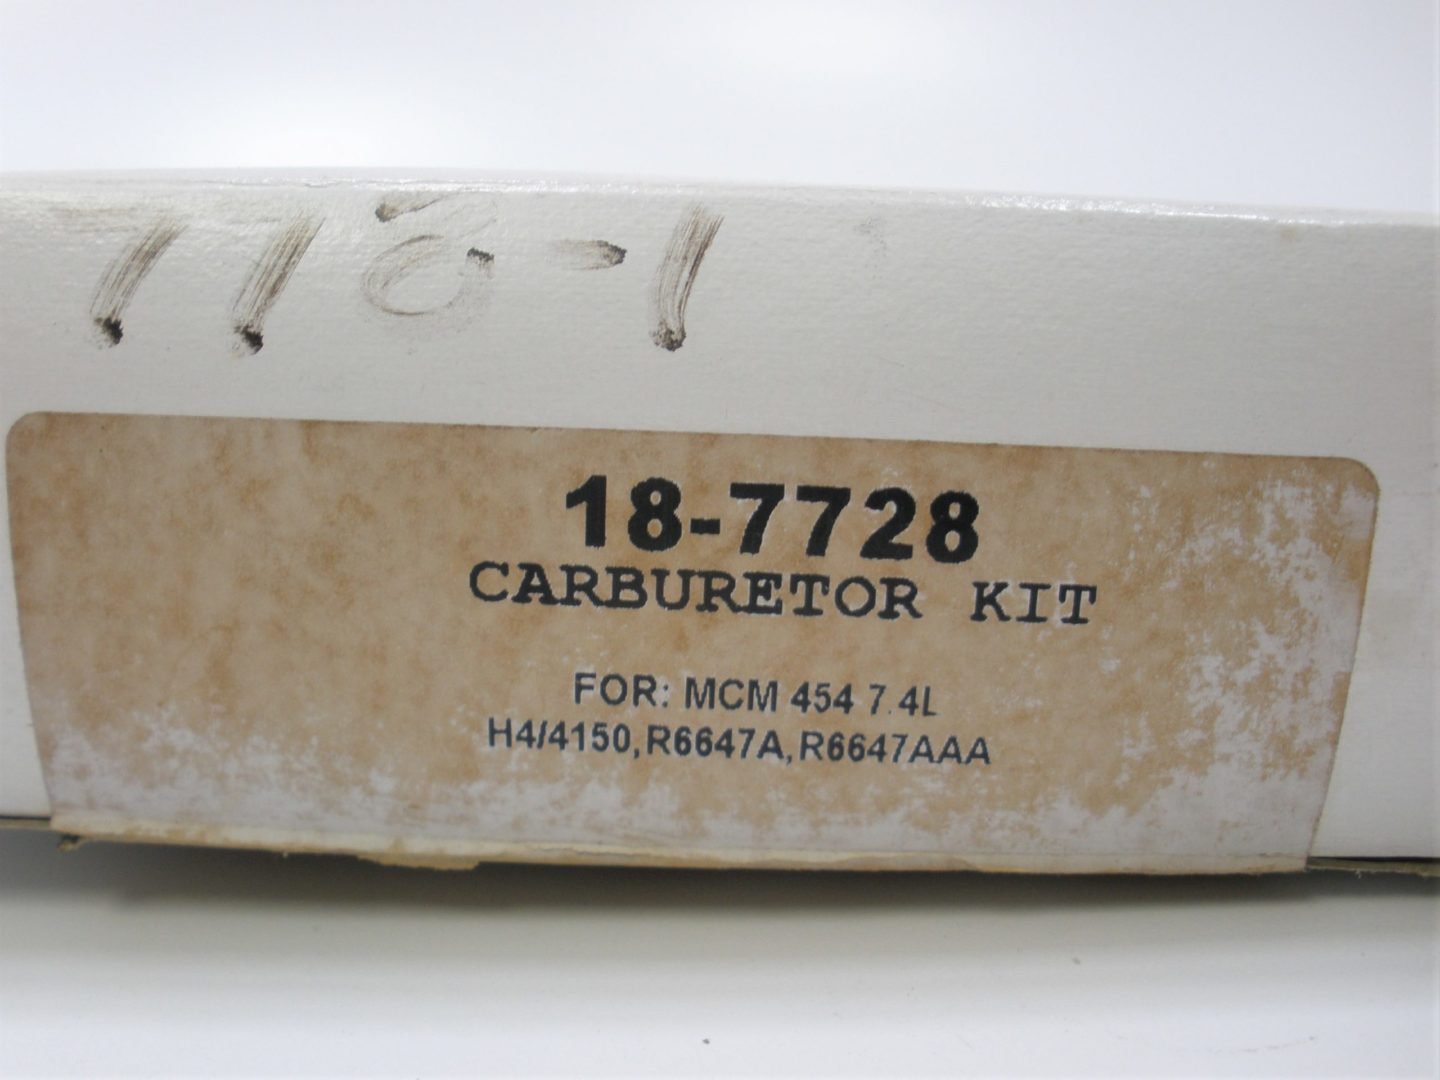 778-1
18-7728
CARBURETOR KIT
FOR: MCM 454 7.4L
H4/4150, R6647A, R6647AAA